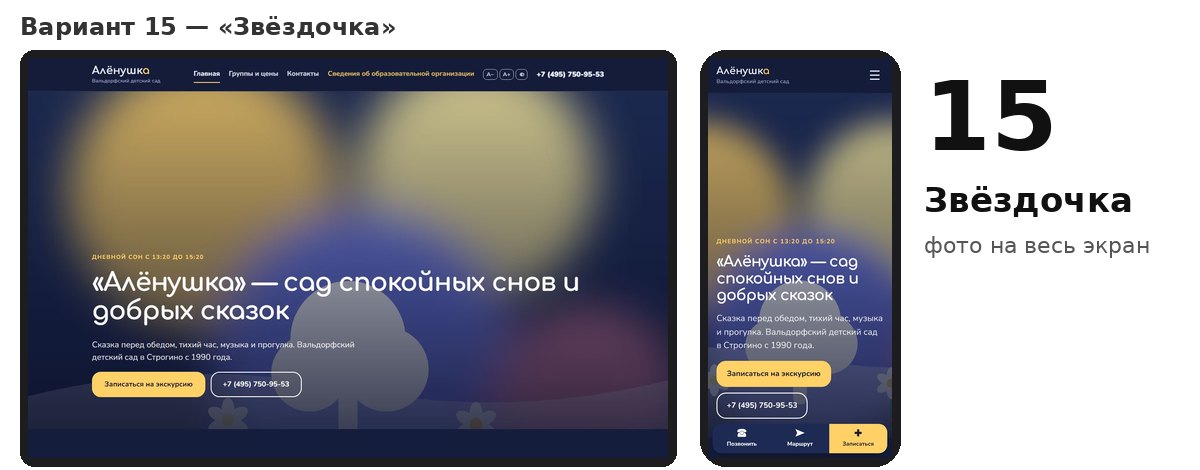 Вариант 15 — «Звёздочка»
Алёнушка
Вальдорфский детский сад
Главная Группы и цены Контакты Сведения об образовательной организации A− A+ +7 (495) 750-95-53
ДНЕВНОЙ СОН С 13:20 ДО 15:20
«Алёнушка» — сад спокойных снов и
добрых сказок
Сказка перед обедом, тихий час, музыка и прогулка. Вальдорфский
детский сад в Строгино с 1990 года.
Записаться на экскурсию +7 (495) 750-95-53
Алёнушка
Вальдорфский детский сад
ДНЕВНОЙ СОН С 13:20 ДО 15:20
«Алёнушка» — сад
спокойных снов и
добрых сказок
Сказка перед обедом, тихий час, музыка
и прогулка. Вальдорфский детский сад
в Строгино с 1990 года.
Записаться на экскурсию
+7 (495) 750-95-53
Позвонить Маршрут Записаться
15
Звёздочка
фото на весь экран